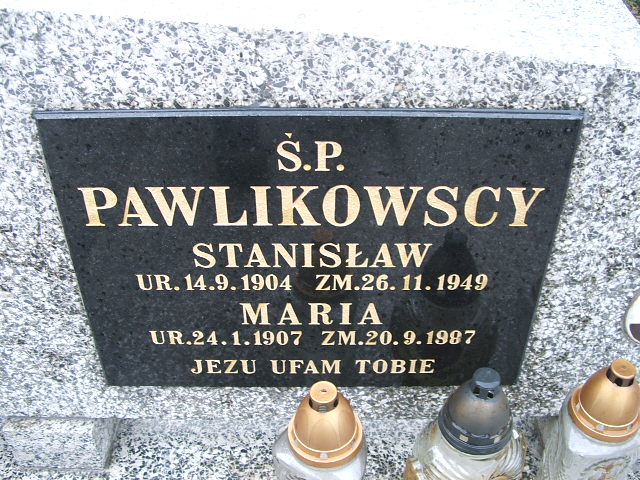 Ś.P.
PAWLIKOWSCY
STANISŁAW
UR.14.9.1904 ZM.26.11.1949
MARIA
UR.24.1.1907 ZM.20.9.1987
JEZU UFAM TOBIE